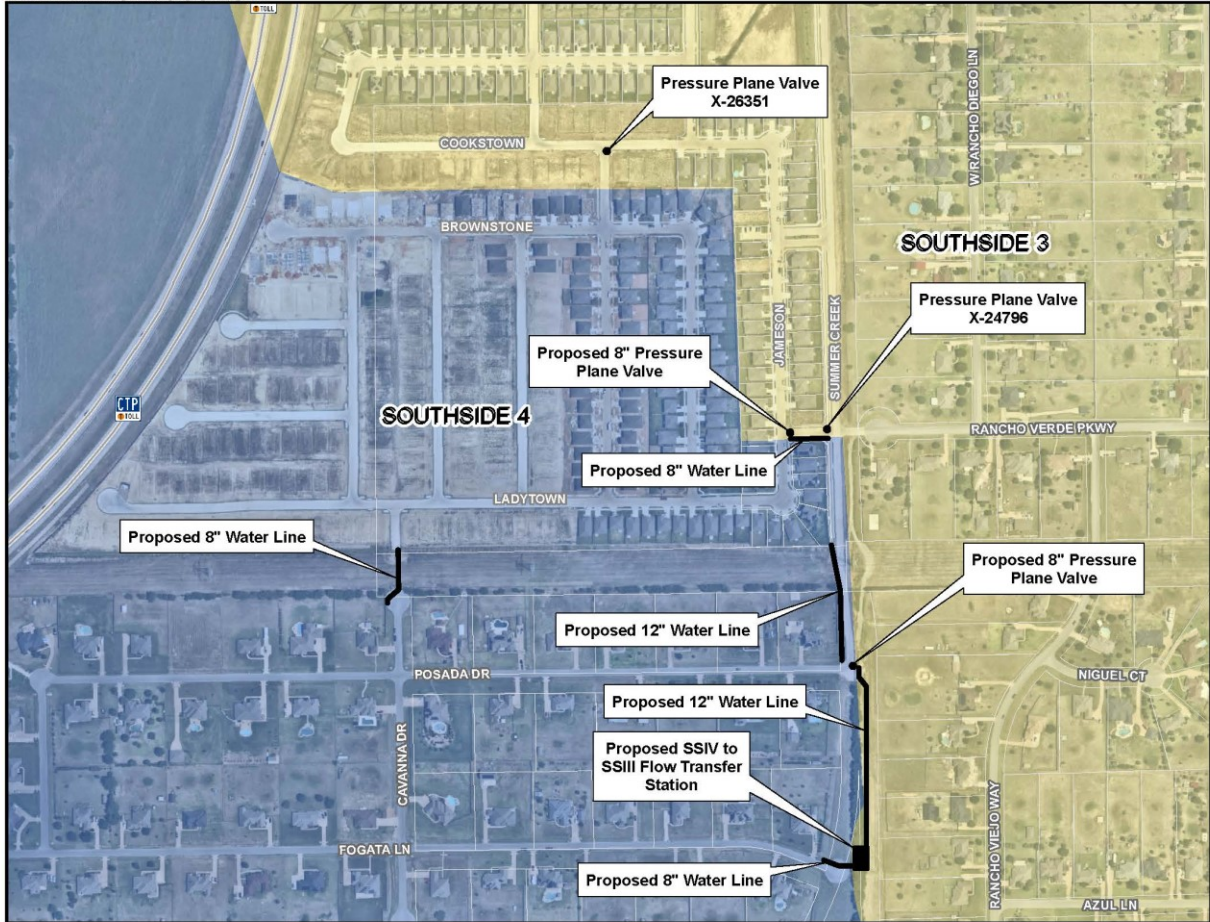 TOLL
Pressure Plane Valve
X-26351
COOKSTOWN
W RANCHO DIEGO LN
BROWNSTONE
SOUTHSIDE 3
Pressure Plane Valve
X-24796
JAMESON
SUMMER CREEK
Proposed 8" Pressure
Plane Valve
CTP
TOLL
SOUTHSIDE 4
RANCHO VERDE PKWY
Proposed 8" Water Line
LADYTOWN
Proposed 8" Water Line
Proposed 8" Pressure
Plane Valve
Proposed 12" Water Line
POSADA DR
NIGUEL CT
Proposed 12" Water Line
CAVANNA DR
Proposed SSIV to
SSIII Flow Transfer
Station
RANCHO VIEJO WAY
FOGATA LN
Proposed 8" Water Line
AZUL LN